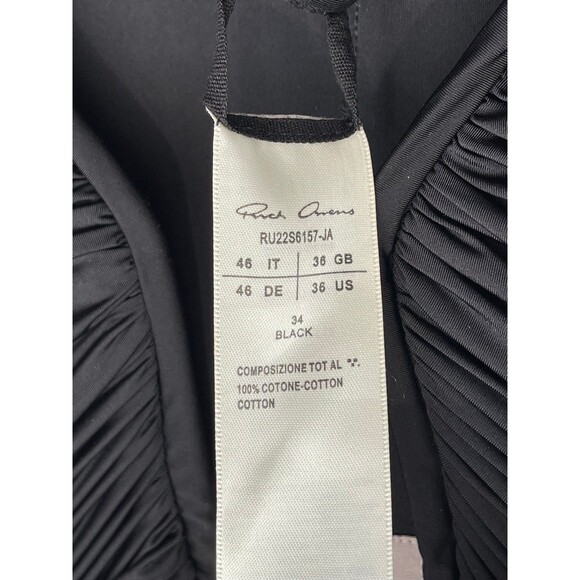 Rick Owens
RU22S6157-JA
46 IT 36 GB
46 DE 36 US
34
BLACK
COMPOSIZIONE TOT AL
100% COTONE-COTTON
COTTON